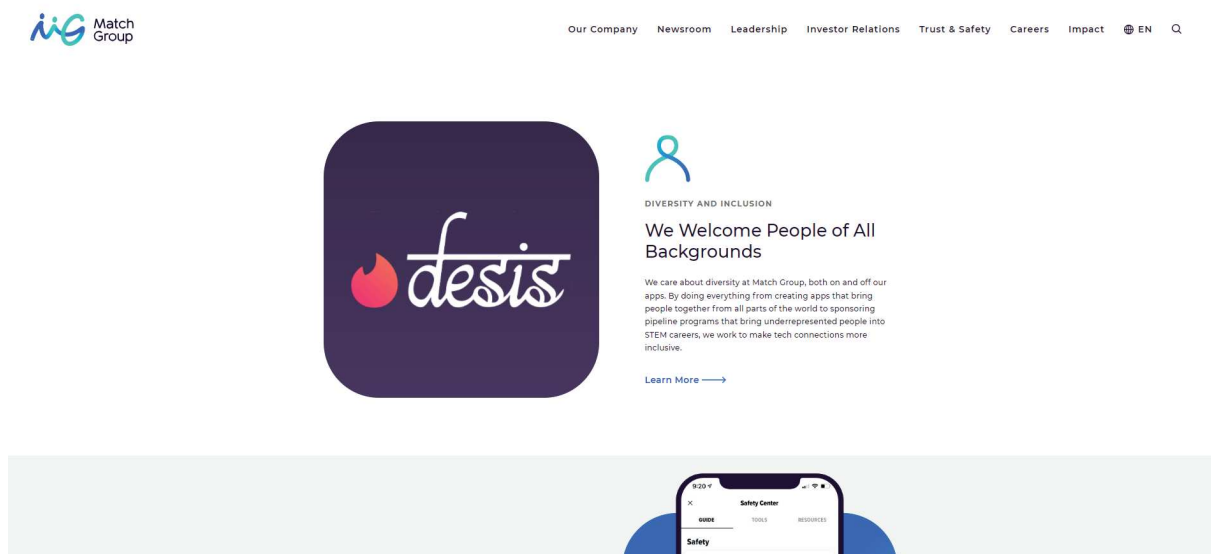 Match
Group
Our Company Newsroom Leadership Investor Relations Trust & Safety Careers Impact EN
desis
DIVERSITY AND INCLUSION
We Welcome People of All
Backgrounds
We care about diversity at Match Group, both on and off our
apps. By doing everything from creating apps that bring
people together from all parts of the world to sponsoring
pipeline programs that bring underrepresented people into
STEM careers, we work to make tech connections more
inclusive.
Learn More
9:20
Safety Center
GUIDE TOOLS RESOURCES
Safety